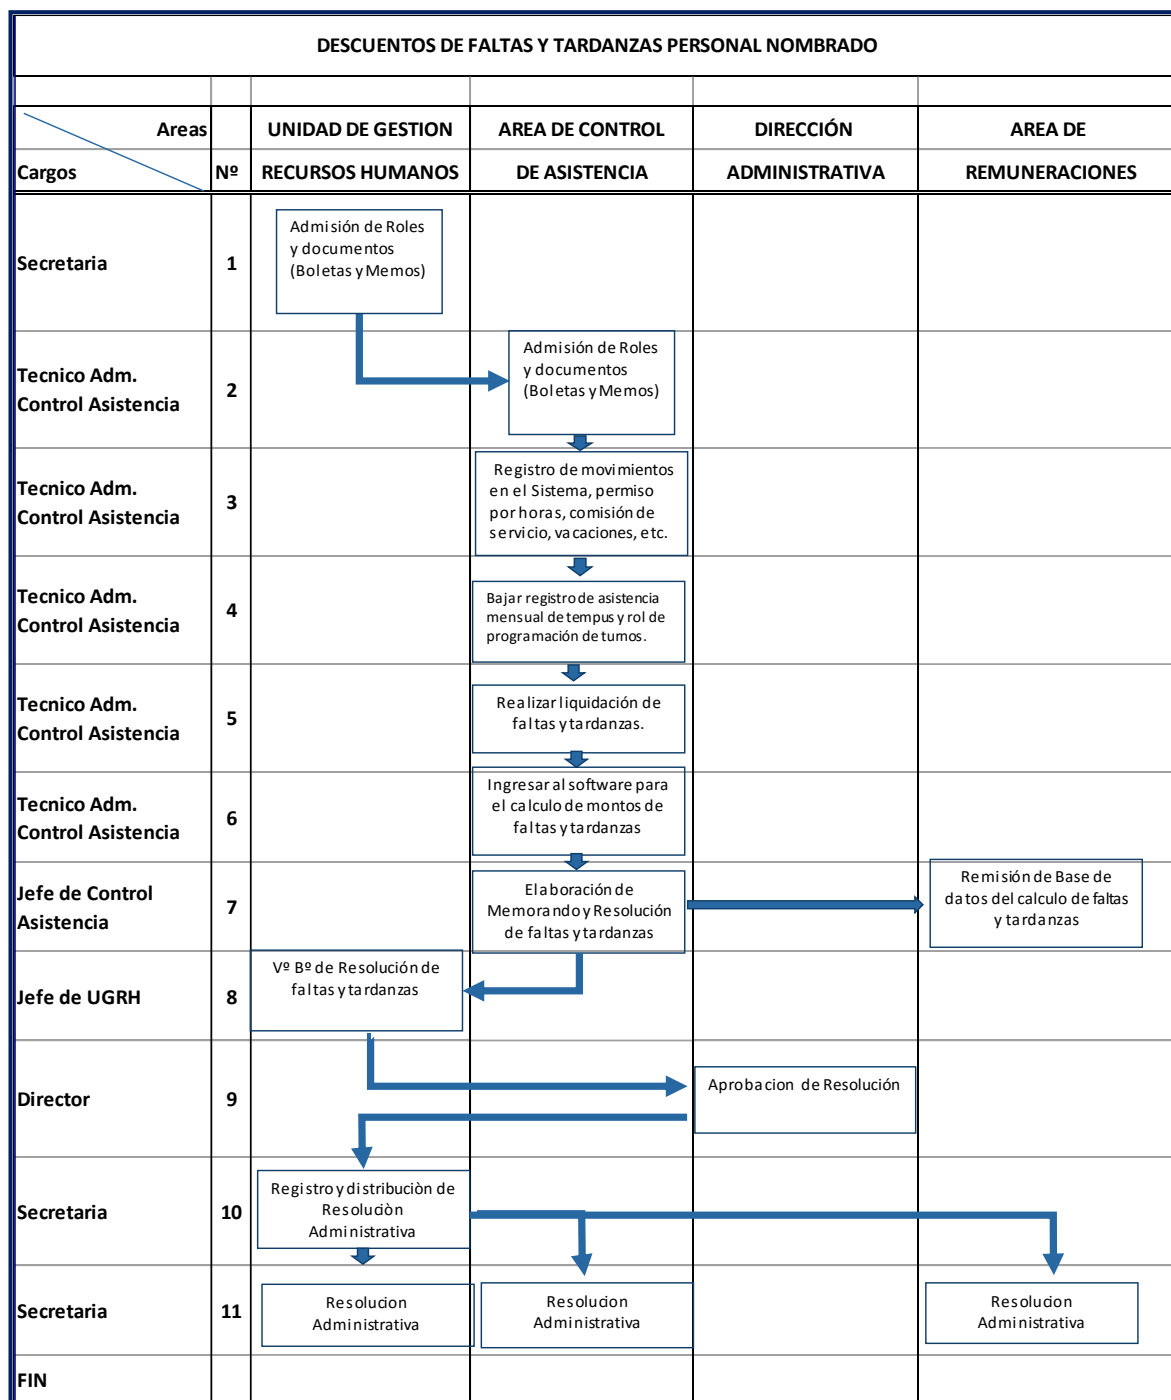 DESCUENTOS DE FALTAS Y TARDANZAS PERSONAL NOMBRADO
Areas
UNIDAD DE GESTION
AREA DE CONTROL
DIRECCIÓN
AREA DE
Cargos
Nº
RECURSOS HUMANOS
DE ASISTENCIA
ADMINISTRATIVA
REMUNERACIONES
Secretaria
1
Admisión de Roles
y documentos
(Boletas y Memos)
Tecnico Adm.
Control Asistencia
2
Admisión de Roles
y documentos
(Boletas y Memos)
Tecnico Adm.
Control Asistencia
3
Registro de movimientos
en el Sistema, permiso
por horas, comisión de
servicio, vacaciones, etc.
Tecnico Adm.
Control Asistencia
4
Bajar registro de asistencia
mensual de tempus y rol de
programación de turnos.
Tecnico Adm.
Control Asistencia
5
Realizar liquidación de
faltas y tardanzas.
Tecnico Adm.
Control Asistencia
6
Ingresar al software para
el calculo de montos de
faltas y tardanzas
Jefe de Control
Asistencia
7
Elaboración de
Memorando y Resolución
de faltas y tardanzas
Remisión de Base de
datos del calculo de faltas
y tardanzas
Jefe de UGRH
8
Vº Bº de Resolución de
faltas y tardanzas
Director
9
Aprobacion de Resolución
Secretaria
10
Registro y distribuciòn de
Resoluciòn
Administrativa
Secretaria
11
Resolucion
Administrativa
Resolucion
Administrativa
Resolucion
Administrativa
FIN